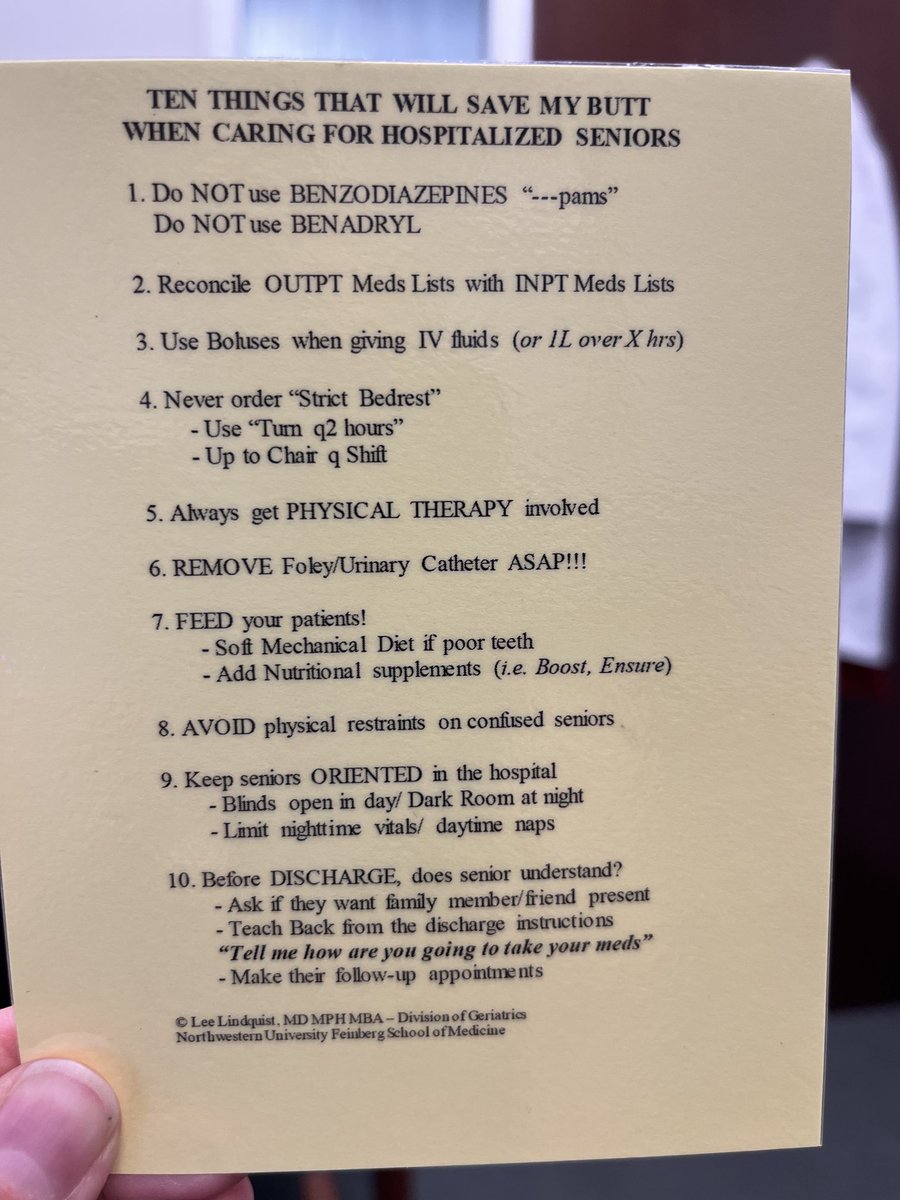 TEN THINGS THAT WILL SAVE MY BUTT
WHEN CARING FOR HOSPITALIZED SENIORS
1. Do NOT use BENZODIAZEPINES “---pams”
Do NOT use BENADRYL
2. Reconcile OUTPT Meds Lists with INPT Meds Lists
3. Use Boluses when giving IV fluids (or 1L over X hrs)
4. Never order “Strict Bedrest”
- Use “Turn q2 hours”
- Up to Chair q Shift
5. Always get PHYSICAL THERAPY involved
6. REMOVE Foley/Urinary Catheter ASAP!!!
7. FEED your patients!
- Soft Mechanical Diet if poor teeth
- Add Nutritional supplements (i.e. Boost, Ensure)
8. AVOID physical restraints on confused seniors
9. Keep seniors ORIENTED in the hospital
- Blinds open in day/ Dark Room at night
- Limit nighttime vitals/ daytime naps
10. Before DISCHARGE, does senior understand?
- Ask if they want family member/friend present
- Teach Back from the discharge instructions
“Tell me how are you going to take your meds”
- Make their follow-up appointments
© Lee Lindquist, MD MPH MBA – Division of Geriatrics
Northwestern University Feinberg School of Medicine